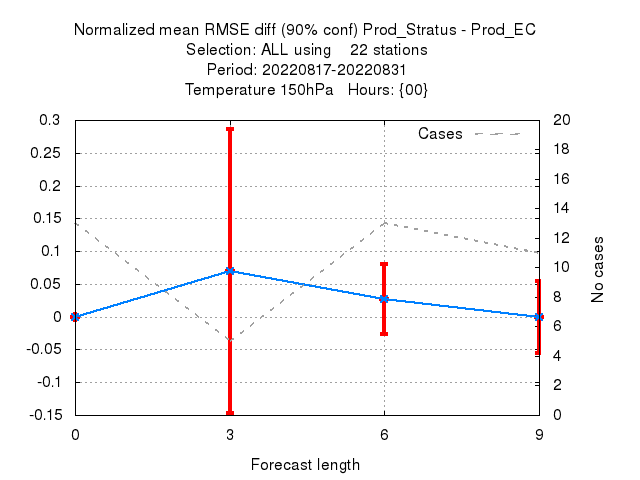 Normalized mean RMSE diff (90% conf) Prod_Stratus - Prod_EC
Selection: ALL using 22 stations
Period: 20220817-20220831
Temperature 150hPa Hours: {00}
Cases
0.3
0.25
0.2
0.15
0.1
0.05
0
-0.05
-0.1
-0.15
20
18
16
14
12
10
8
6
4
2
0
No cases
0 3 6 9
Forecast length